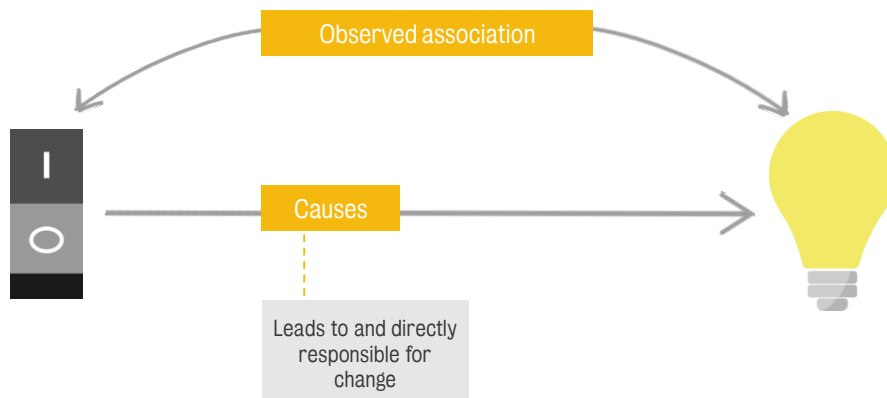 Observed association
I
O
Causes
Leads to and directly
responsible for
change